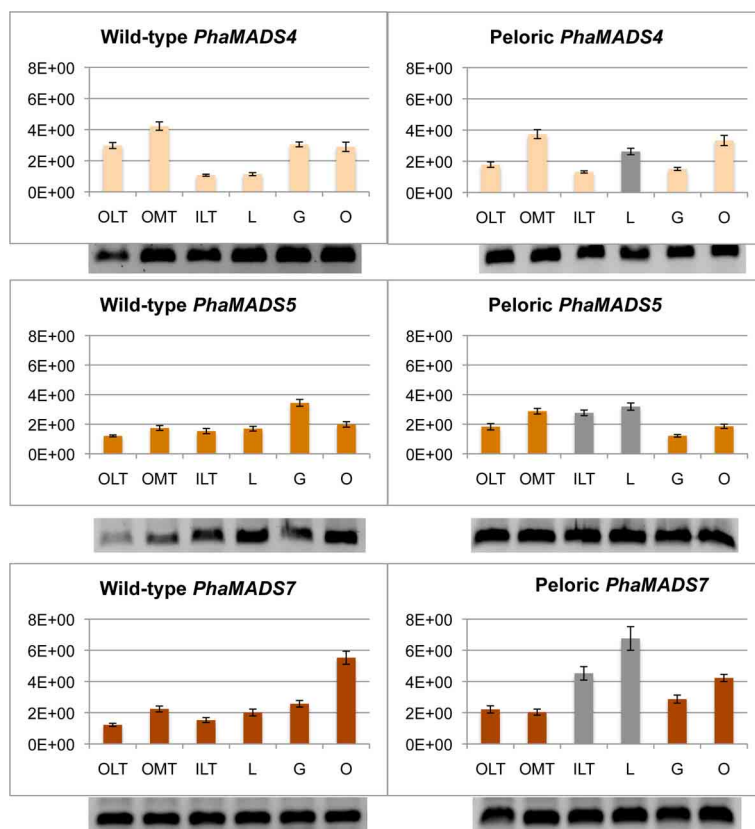 Wild-type PhaMADS4
8E+00
6E+00
4E+00
2E+00
0E+00
OLT OMT ILT L G O
Peloric PhaMADS4
8E+00
6E+00
4E+00
2E+00
0E+00
OLT OMT ILT L G O
Wild-type PhaMADS5
8E+00
6E+00
4E+00
2E+00
0E+00
OLT OMT ILT L G O
Peloric PhaMADS5
8E+00
6E+00
4E+00
2E+00
0E+00
OLT OMT ILT L G O
Wild-type PhaMADS7
8E+00
6E+00
4E+00
2E+00
0E+00
OLT OMT ILT L G O
Peloric PhaMADS7
8E+00
6E+00
4E+00
2E+00
0E+00
OLT OMT ILT L G O